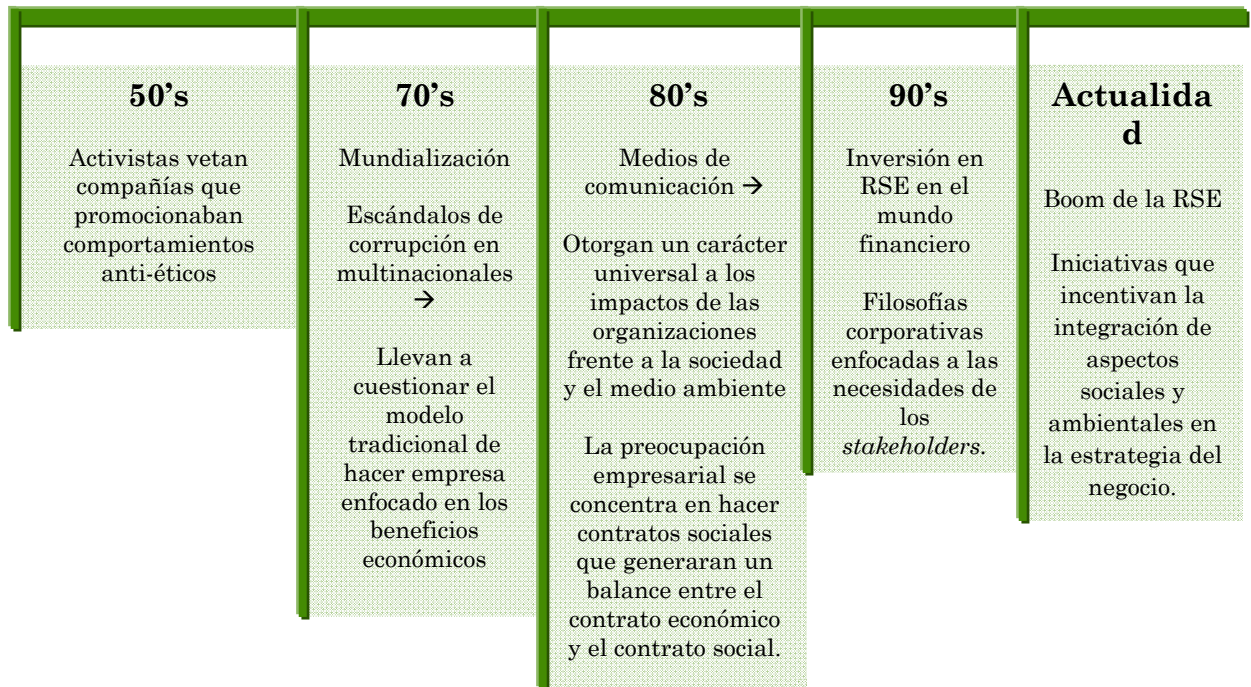 50’s
Activistas vetan
compañías que
promocionaban
comportamientos
anti-éticos
70’s
Mundialización
Escándalos de
corrupción en
multinacionales
→
Llevan a
cuestionar el
modelo
tradicional de
hacer empresa
enfocado en los
beneficios
económicos
80’s
Medios de
comunicación →
Otorgan un carácter
universal a los
impactos de las
organizaciones
frente a la sociedad
y el medio ambiente
La preocupación
empresarial se
concentra en hacer
contratos sociales
que generaran un
balance entre el
contrato económico
y el contrato social.
90’s
Inversión en
RSE en el
mundo
financiero
Filosofías
corporativas
enfocadas a las
necesidades de
los
stakeholders.
Actualida
d
Boom de la RSE
Iniciativas que
incentivan la
integración de
aspectos
sociales y
ambientales en
la estrategia del
negocio.